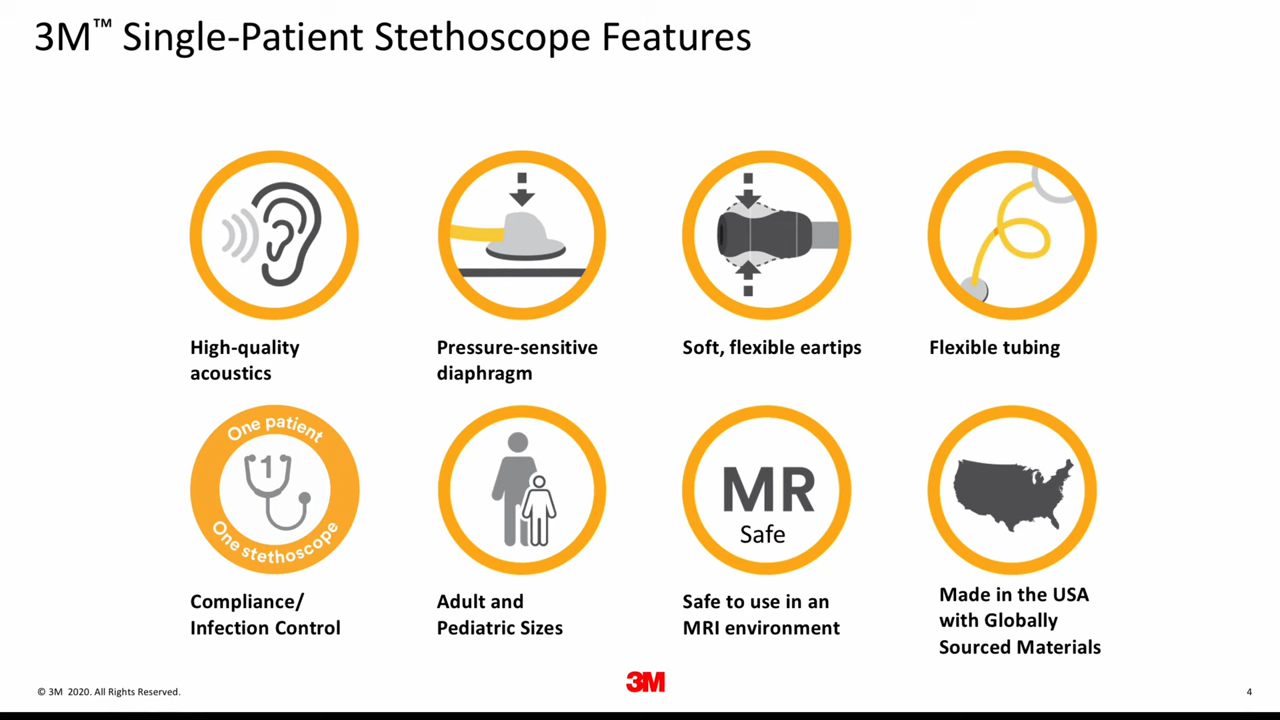 3M™ Single-Patient Stethoscope Features
High-quality
acoustics
Pressure-sensitive
diaphragm
Soft, flexible eartips
Flexible tubing
One patient
1
One stethoscope
Compliance/
Infection Control
Adult and
Pediatric Sizes
MR
Safe
Safe to use in an
MRI environment
Made in the USA
with Globally
Sourced Materials
© 3M 2020. All Rights Reserved.
3M
4